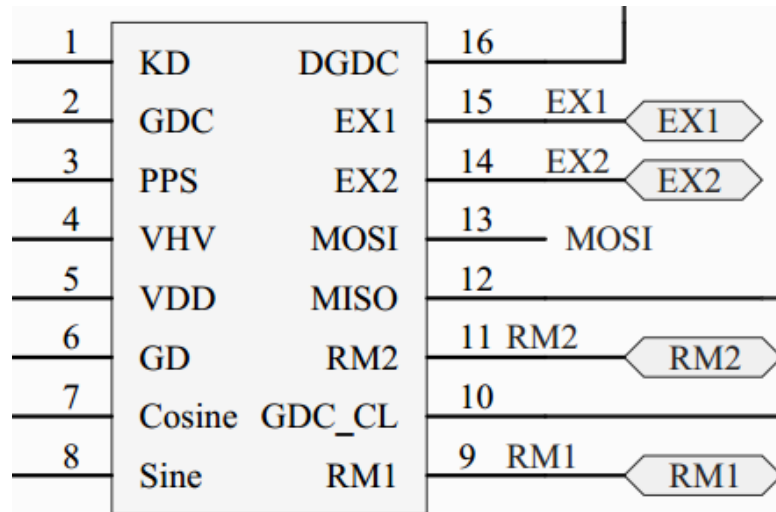 1 KD DGDC 16
2 GDC EX1 15 EX1 EX1
3 PPS EX2 14 EX2 EX2
4 VHV MOSI 13 MOSI
5 VDD MISO 12
6 GD RM2 11 RM2 RM2
7 Cosine GDC_CL 10
8 Sine RM1 9 RM1 RM1